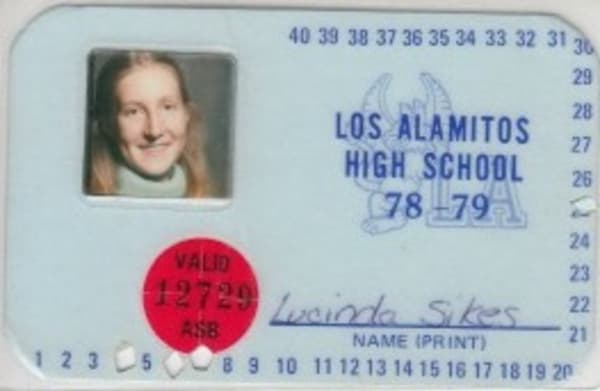 40 39 38 37 36 35 34 33 32 31 30
29
28
27
26
24
23
22
21
LOS ALAMITOS
HIGH SCHOOL
78-79
LA
VALID
12729
ASB
Lucinda Sikes
NAME (PRINT)
1 2 3 5 8 9 10 11 12 13 14 15 16 17 18 19 20